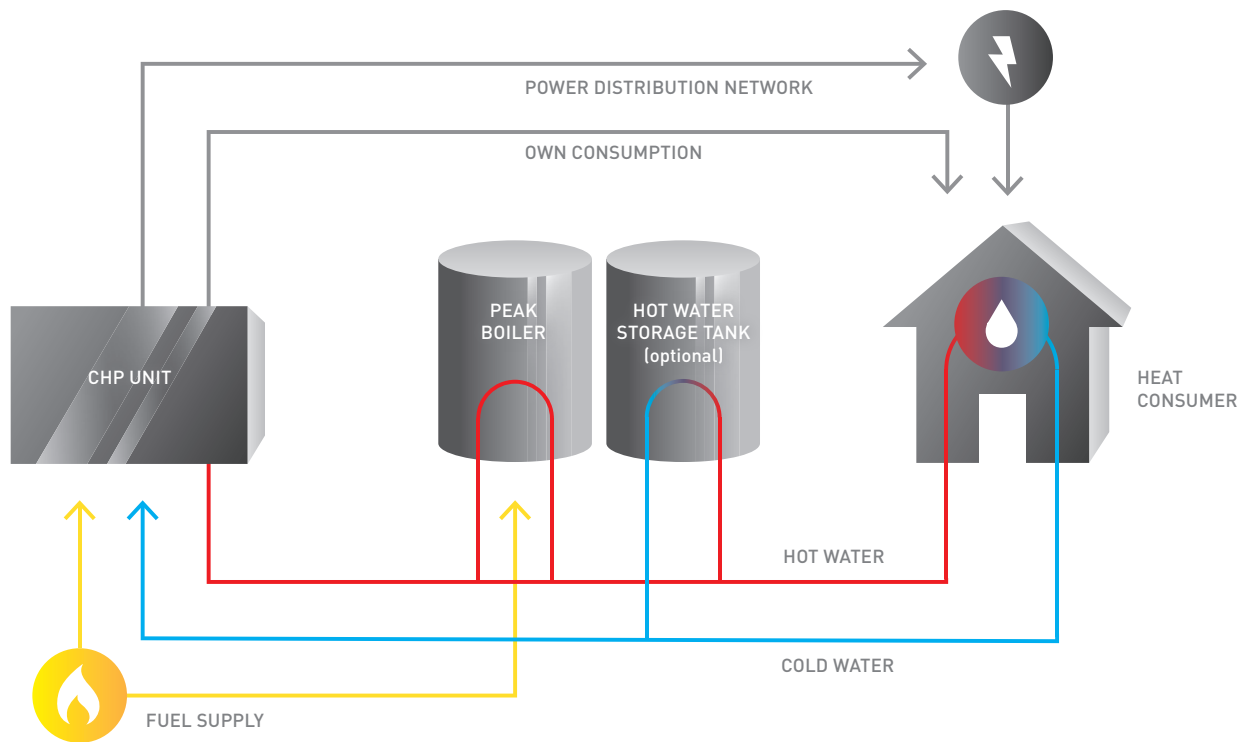 POWER DISTRIBUTION NETWORK
OWN CONSUMPTION
PEAK
BOILER
HOT WATER
STORAGE TANK
(optional)
CHP UNIT
HEAT
CONSUMER
HOT WATER
COLD WATER
FUEL SUPPLY